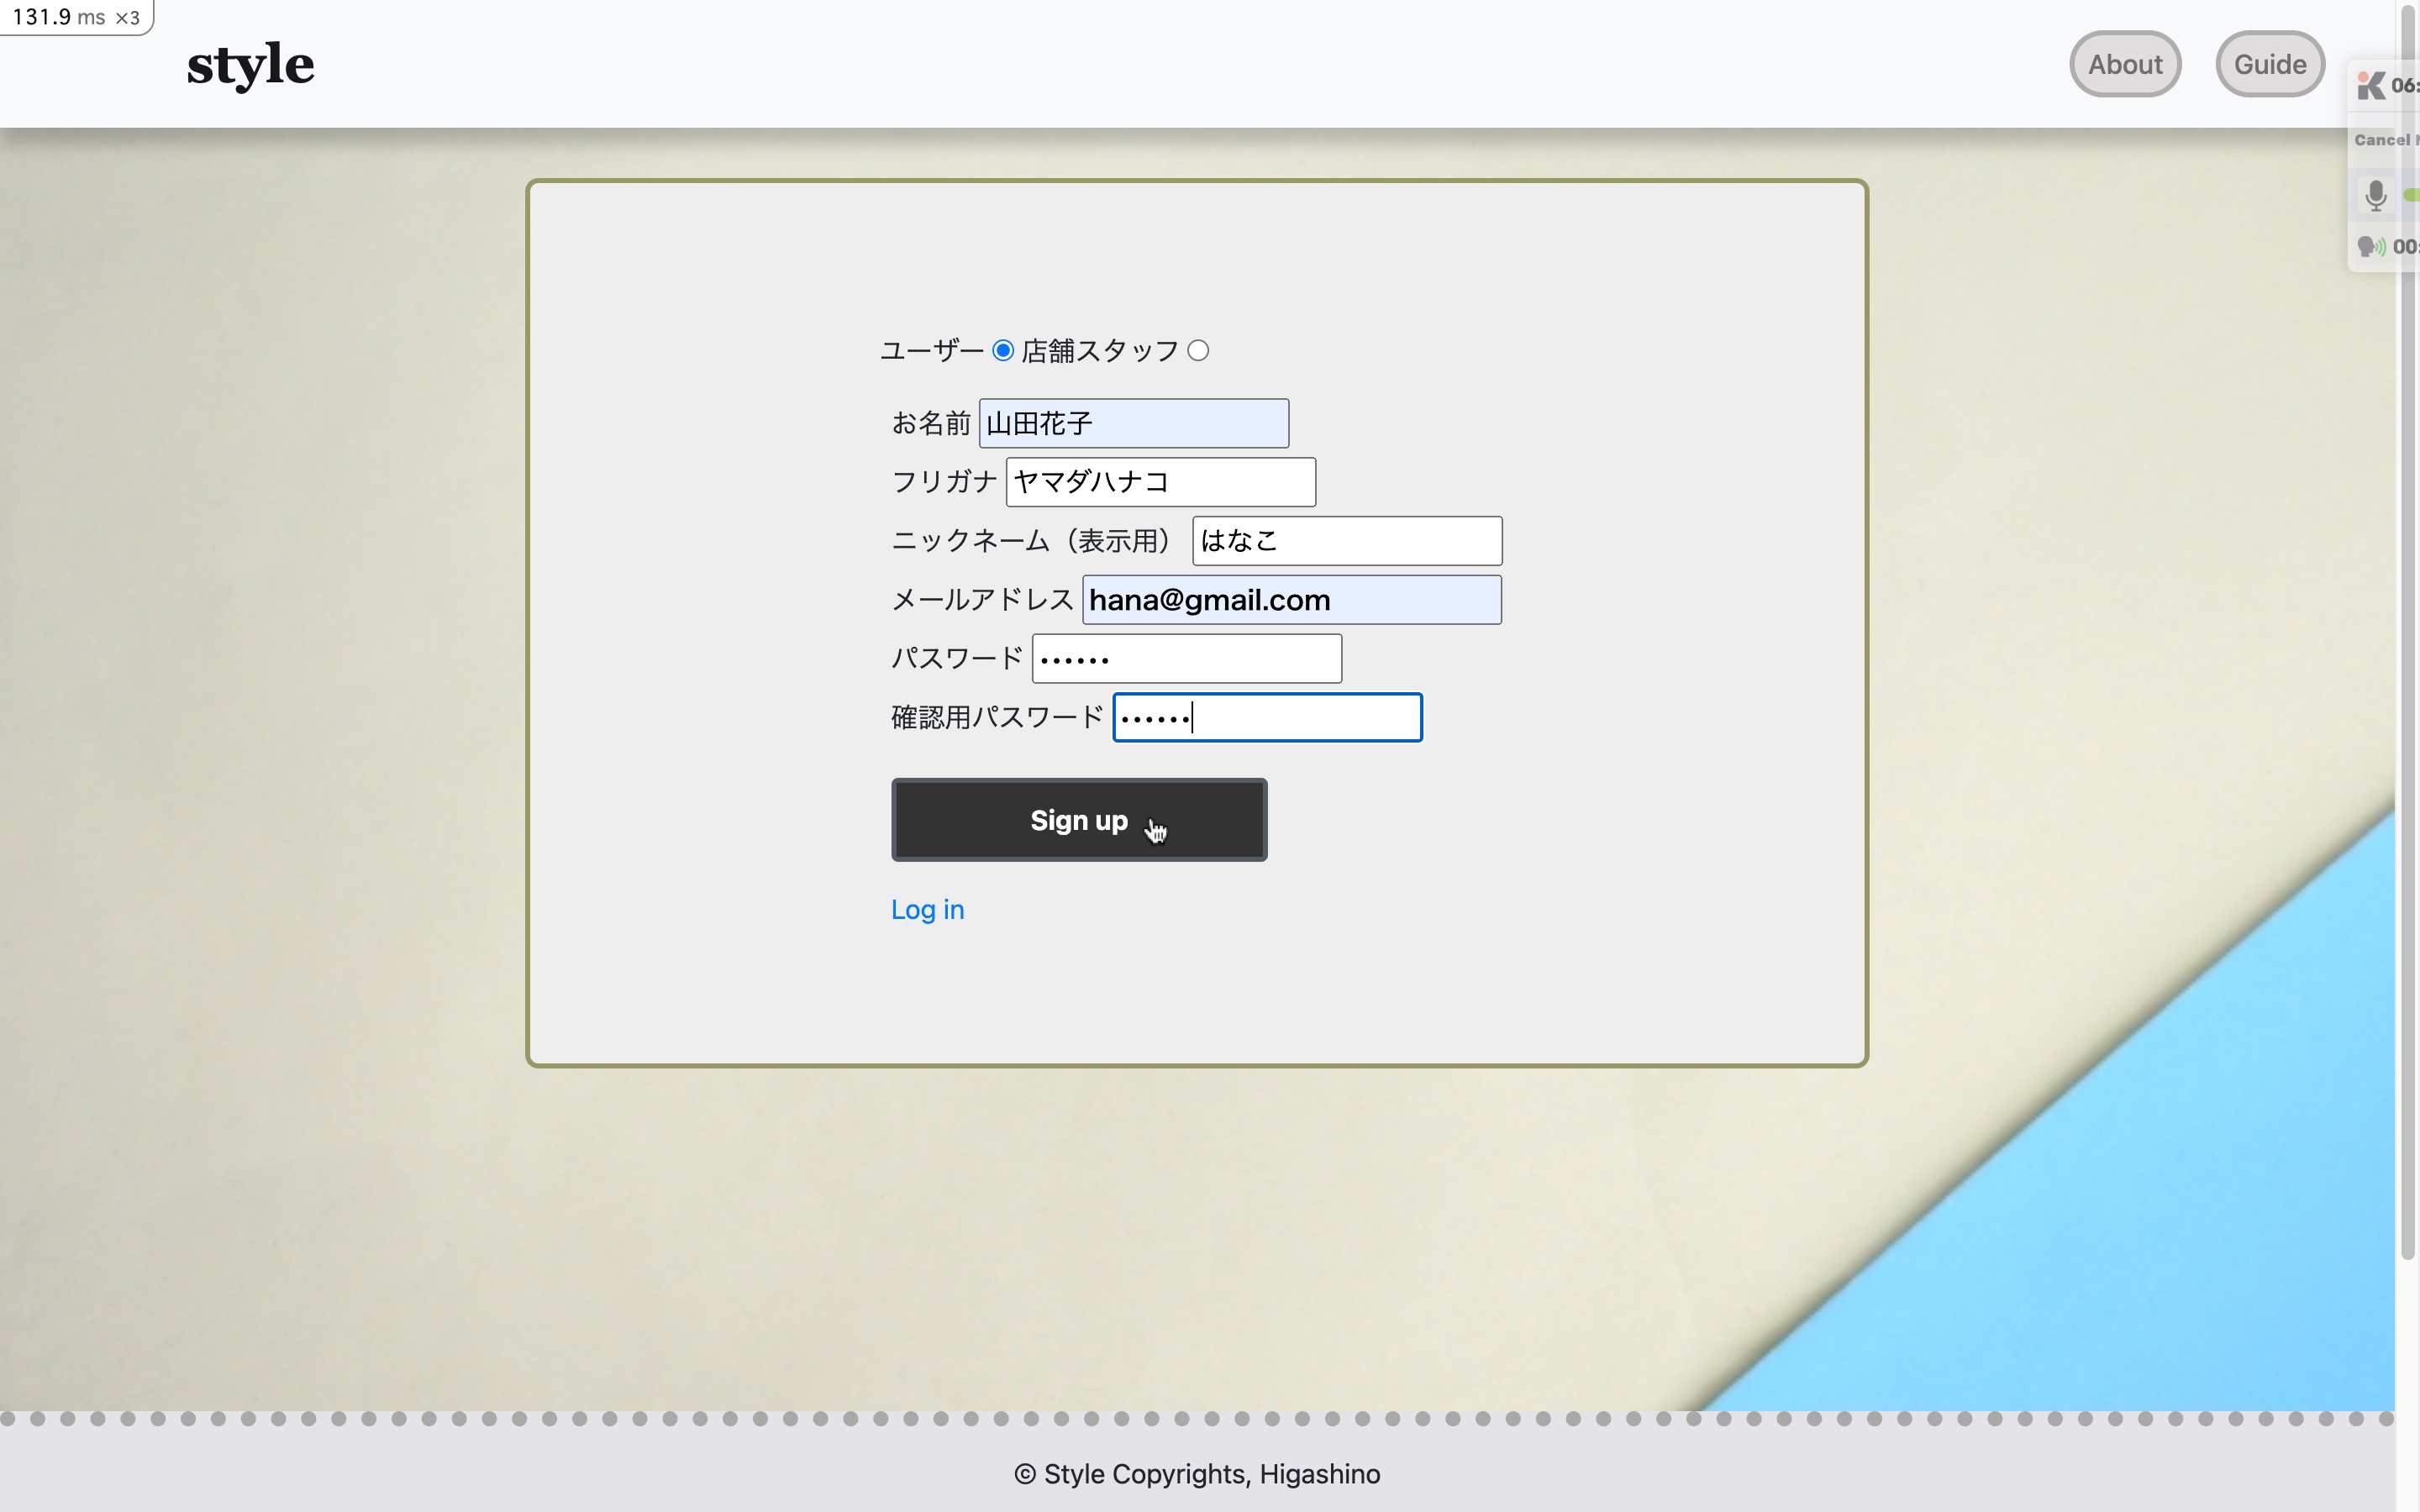 131.9 ms ×3
style
About Guide
06:
Cancel
00:
ユーザー 店舗スタッフ
お名前 山田花子
フリガナ ヤマダハナコ
ニックネーム（表示用） はなこ
メールアドレス hana@gmail.com
パスワード ••••••
確認用パスワード ••••••
Sign up
Log in
© Style Copyrights, Higashino